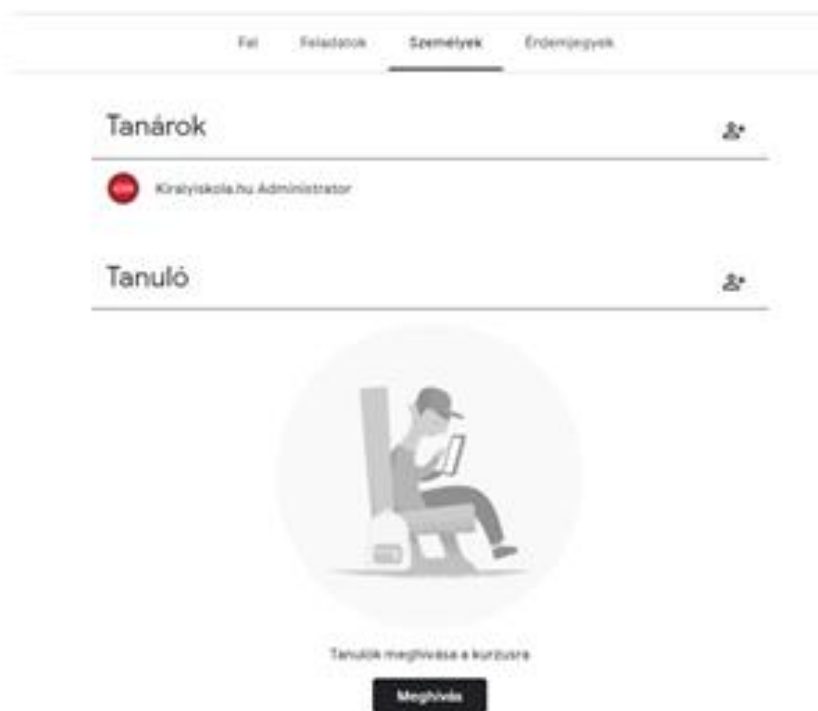 Fal Feladatok Személyek Érdemjegyek
Tanárok
Kiralyiskola.hu Administrator
Tanuló
Tanulók meghívása a kurzusra
Meghívás